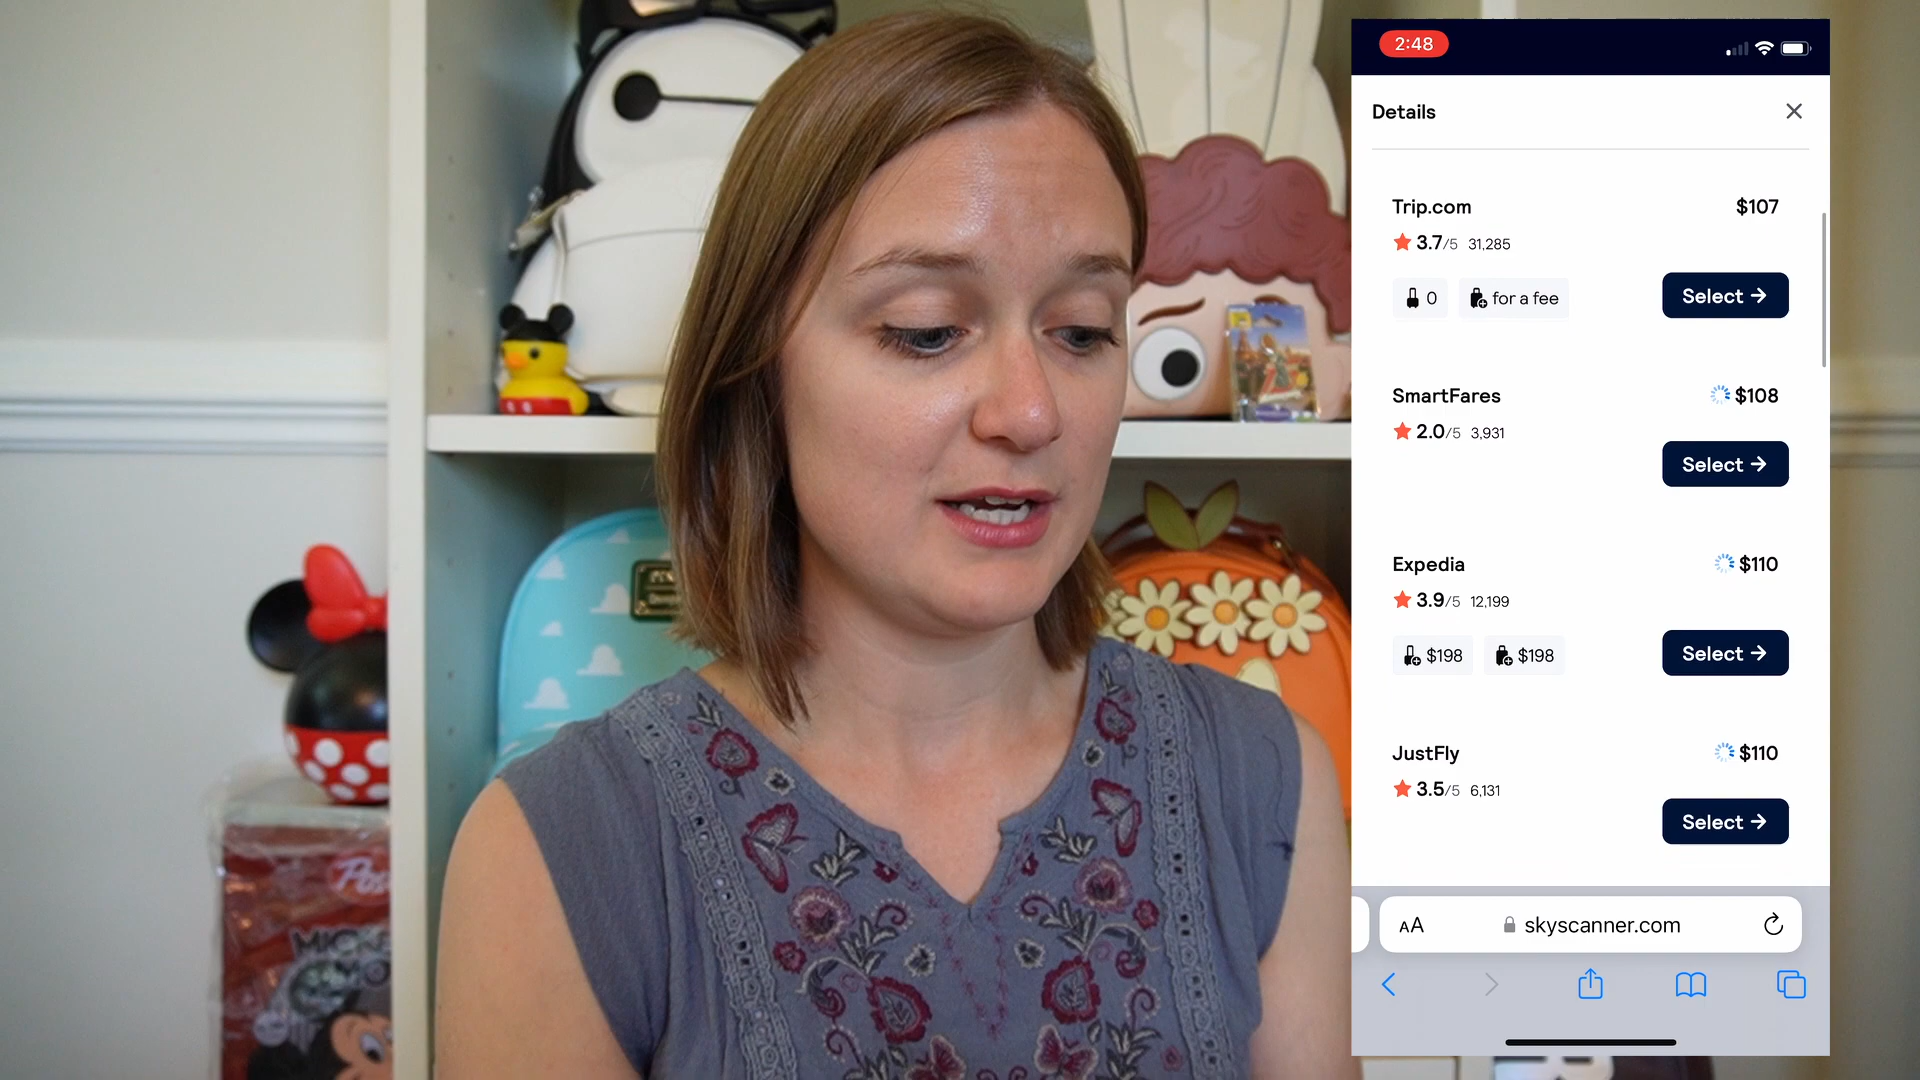 2:48
Details
Trip.com
$107
3.7/5 31,285
0
for a fee
Select →
SmartFares
$108
2.0/5 3,931
Select →
Expedia
$110
3.9/5 12,199
$198
$198
Select →
JustFly
$110
3.5/5 6,131
Select →
AA
skyscanner.com
MICK